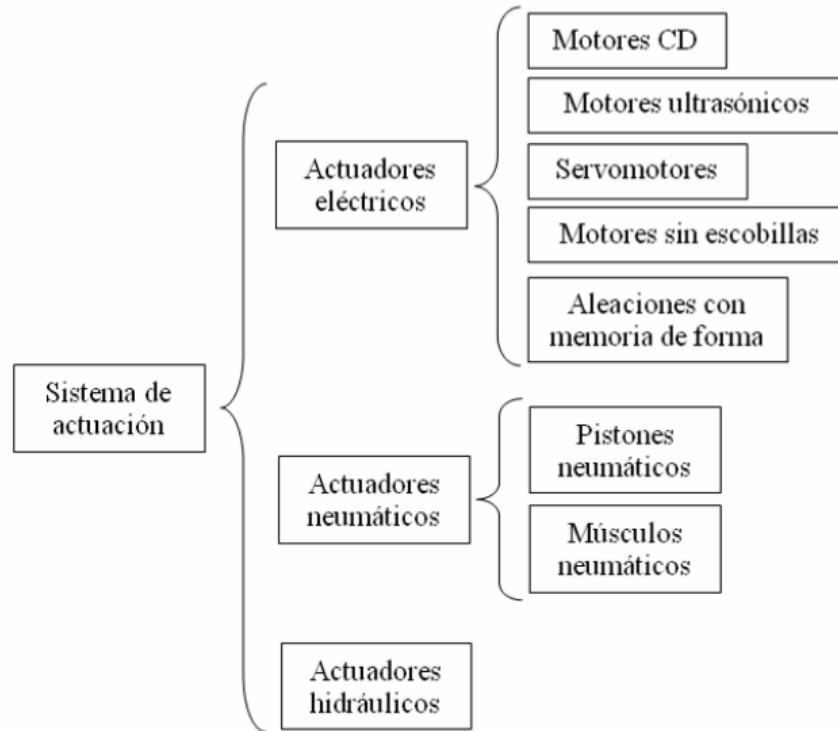 Sistema de
actuación
Actuadores
eléctricos
Motores CD
Motores ultrasónicos
Servomotores
Motores sin escobillas
Aleaciones con
memoria de forma
Actuadores
neumáticos
Pistones
neumáticos
Músculos
neumáticos
Actuadores
hidráulicos